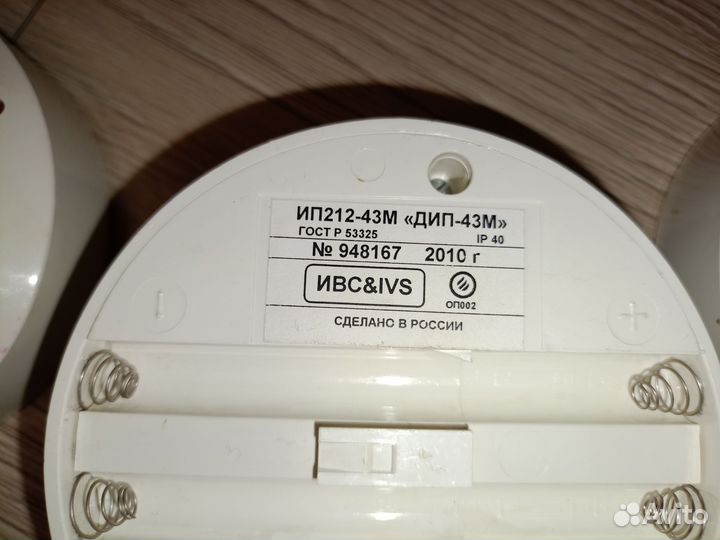 ИП212-43М «ДИП-43М»
ГОСТ Р 53325 IP 40
№ 948167 2010 г
ИВС&IVS
ОП002
СДЕЛАНО В РОССИИ
Avito